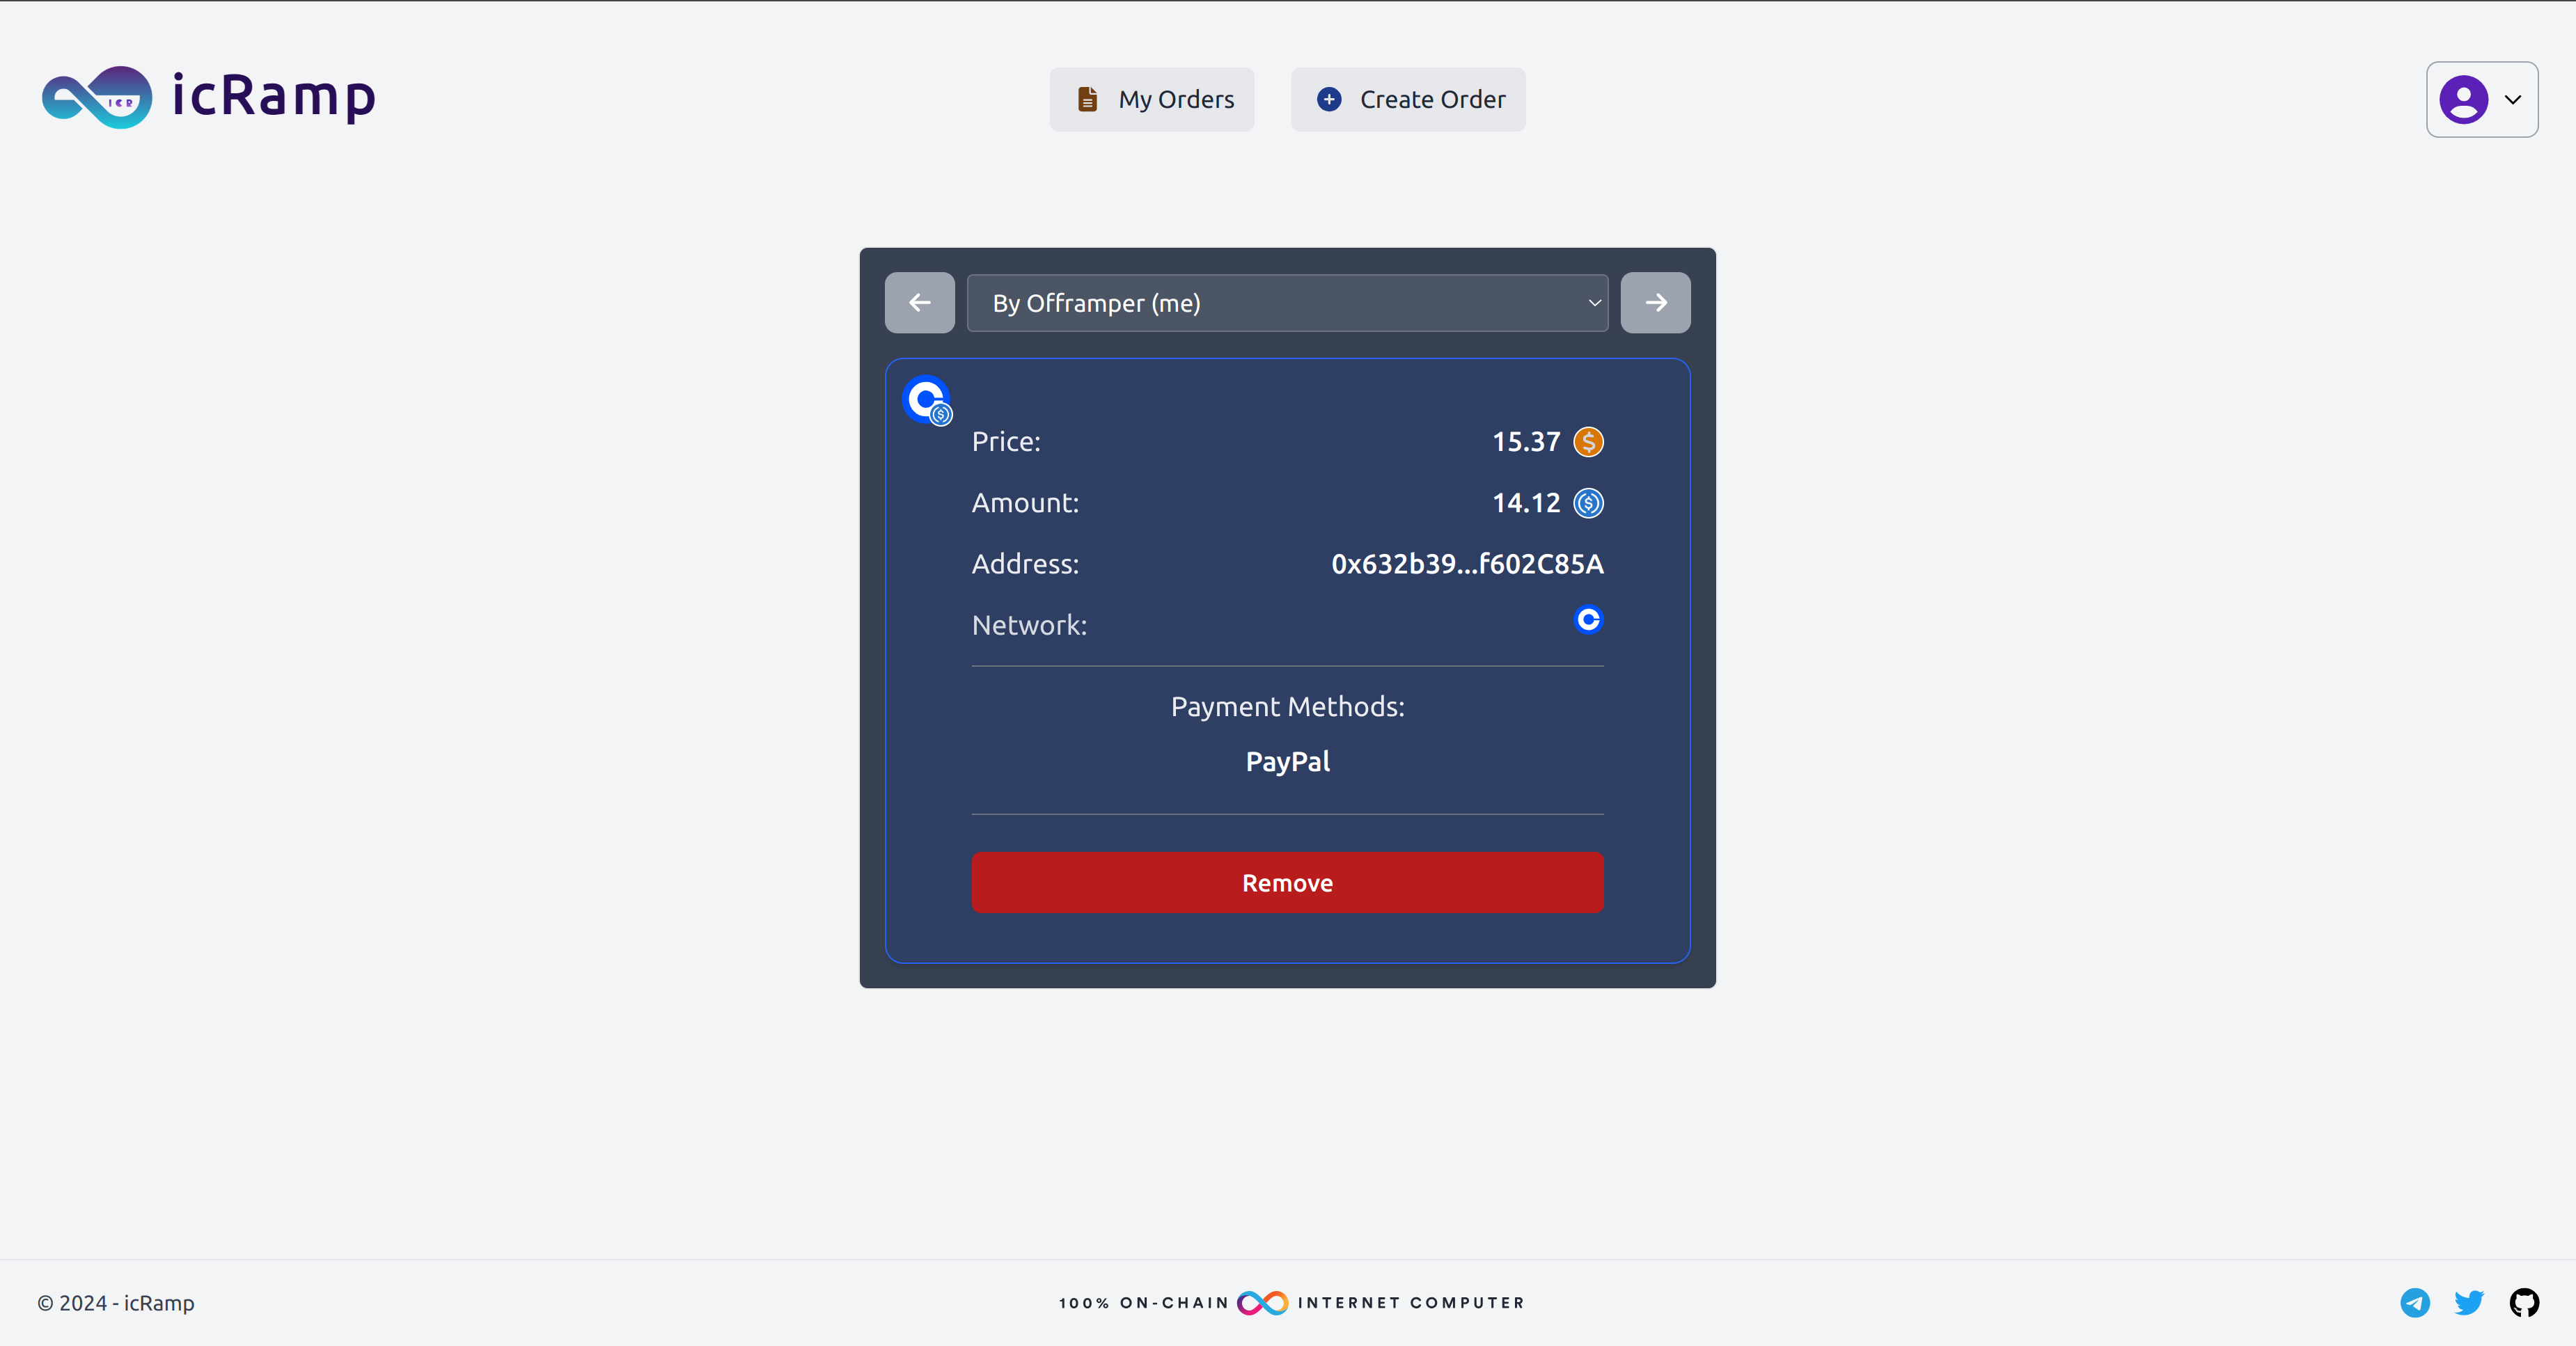 ICR icRamp
My Orders
Create Order
By Offramper (me)
Price: 15.37 $
Amount: 14.12 $
Address: 0x632b39...f602C85A
Network:
Payment Methods:
PayPal
Remove
© 2024 - icRamp
100% ON-CHAIN INTERNET COMPUTER